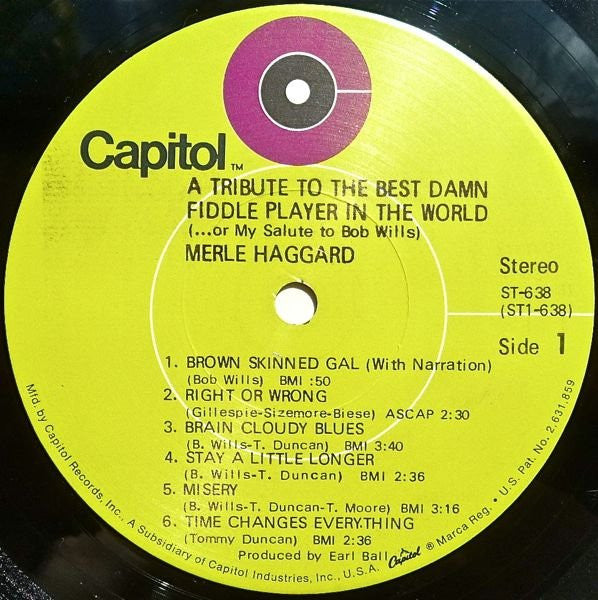 Capitol™
A TRIBUTE TO THE BEST DAMN
FIDDLE PLAYER IN THE WORLD
(...or My Salute to Bob Wills)
MERLE HAGGARD
Stereo
ST-638
(ST1-638)
Side 1
1. BROWN SKINNED GAL (With Narration)
(Bob Wills) BMI :50
2. RIGHT OR WRONG
(Gillespie-Sizemore-Biese) ASCAP 2:30
3. BRAIN CLOUDY BLUES
(B. Wills-T. Duncan) BMI 3:40
4. STAY A LITTLE LONGER
(B. Wills-T. Duncan) BMI 2:36
5. MISERY
(B. Wills-T. Duncan-T. Moore) BMI 3:16
6. TIME CHANGES EVERYTHING
(Tommy Duncan) BMI 2:36
Produced by Earl Ball
Mfd. by Capitol Records, Inc., A Subsidiary of Capitol Industries, Inc., U.S.A. Capitol ® Marca Reg. • U.S. Pat. No. 2,631,859